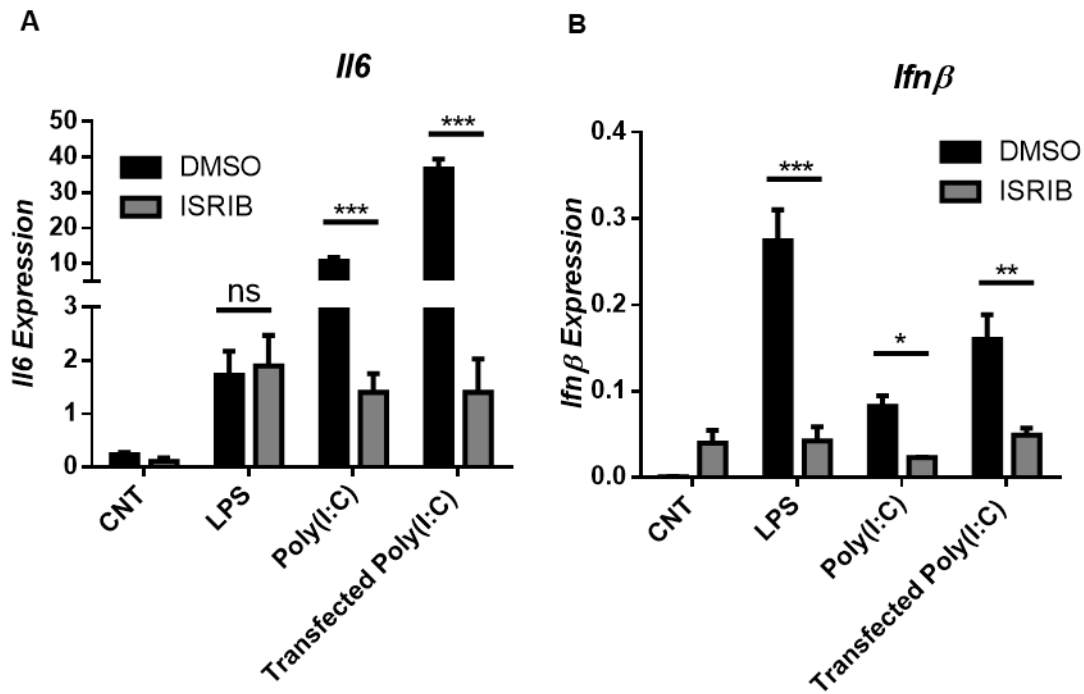 A
Il6
Il6 Expression
50
40
30
20
10
3
2
1
0
DMSO
ISRIB
ns
***
***
CNT
LPS
Poly(I:C)
Transfected Poly(I:C)
B
Ifnβ
Ifnβ Expression
0.4
0.3
0.2
0.1
0.0
DMSO
ISRIB
***
*
**
CNT
LPS
Poly(I:C)
Transfected Poly(I:C)